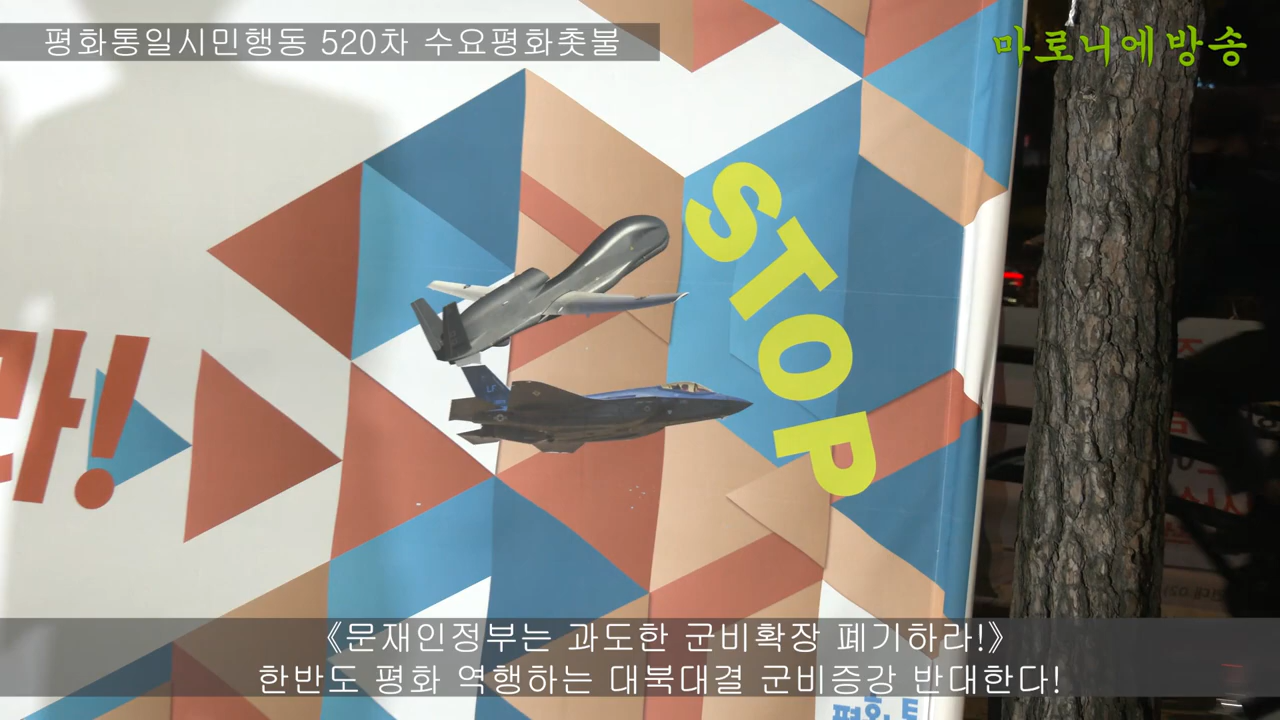 평화통일시민행동 520차 수요평화촛불
마로니에방송
STOP
라!
《문재인정부는 과도한 군비확장 폐기하라!》
한반도 평화 역행하는 대북대결 군비증강 반대한다!